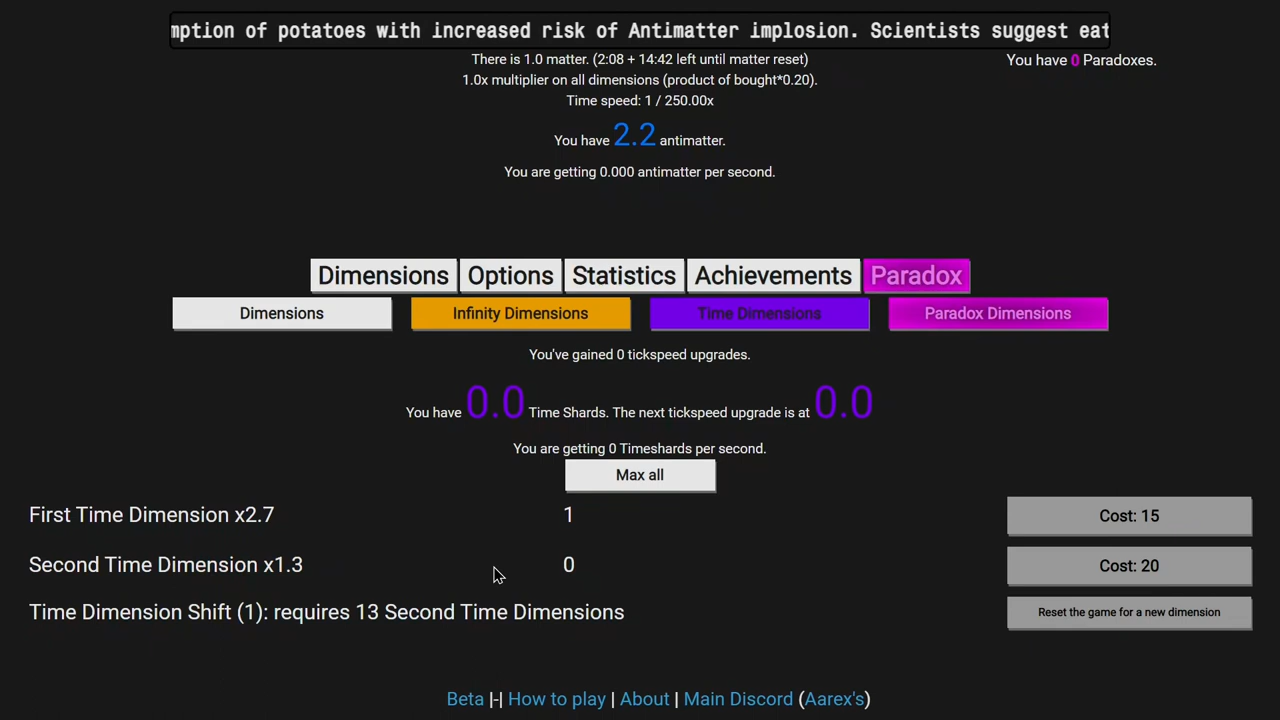 mption of potatoes with increased risk of Antimatter implosion. Scientists suggest eat
There is 1.0 matter. (2:08 + 14:42 left until matter reset)
You have 0 Paradoxes.
1.0x multiplier on all dimensions (product of bought*0.20).
Time speed: 1 / 250.00x
You have 2.2 antimatter.
You are getting 0.000 antimatter per second.
Dimensions Options Statistics Achievements Paradox
Dimensions Infinity Dimensions Time Dimensions Paradox Dimensions
You've gained 0 tickspeed upgrades.
You have 0.0 Time Shards. The next tickspeed upgrade is at 0.0
You are getting 0 Timeshards per second.
Max all
First Time Dimension x2.7 1 Cost: 15
Second Time Dimension x1.3 0 Cost: 20
Time Dimension Shift (1): requires 13 Second Time Dimensions Reset the game for a new dimension
Beta |-| How to play | About | Main Discord (Aarex's)